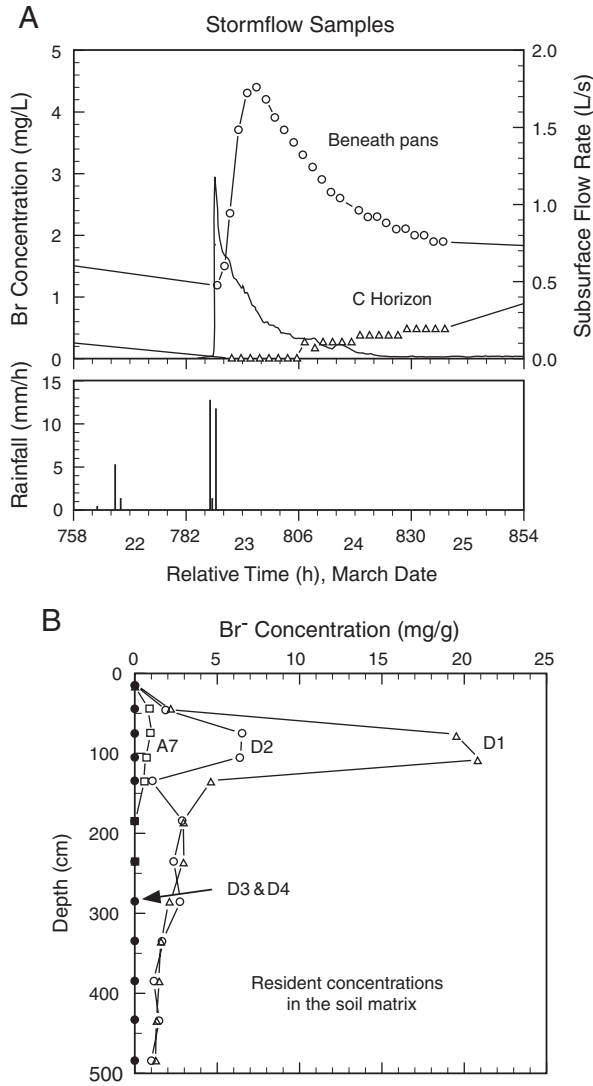 A
Stormflow Samples
Br Concentration (mg/L)
5
4
3
2
1
0
Beneath pans
C Horizon
2.0
1.5
1.0
0.5
0.0
Subsurface Flow Rate (L/s)
Rainfall (mm/h)
15
10
5
0
758 782 806 830 854
22 23 24 25
Relative Time (h), March Date
B
Br- Concentration (mg/g)
0 5 10 15 20 25
Depth (cm)
0
100
200
300
400
500
A7
D2
D1
D3 & D4
Resident concentrations
in the soil matrix